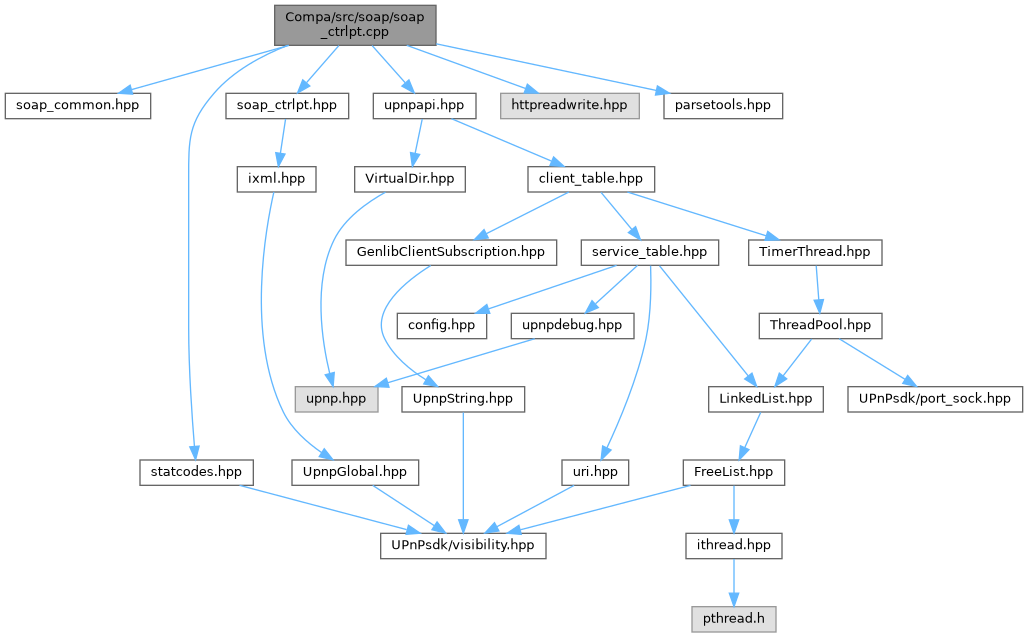 Compa/src/soap/soap
_ctrlpt.cpp
soap_common.hpp
soap_ctrlpt.hpp
upnpapi.hpp
httpreadwrite.hpp
parsetools.hpp
ixml.hpp
VirtualDir.hpp
client_table.hpp
GenlibClientSubscription.hpp
service_table.hpp
TimerThread.hpp
config.hpp
upnpdebug.hpp
ThreadPool.hpp
upnp.hpp
UpnpString.hpp
LinkedList.hpp
UPnPsdk/port_sock.hpp
statcodes.hpp
UpnpGlobal.hpp
uri.hpp
FreeList.hpp
UPnPsdk/visibility.hpp
ithread.hpp
pthread.h